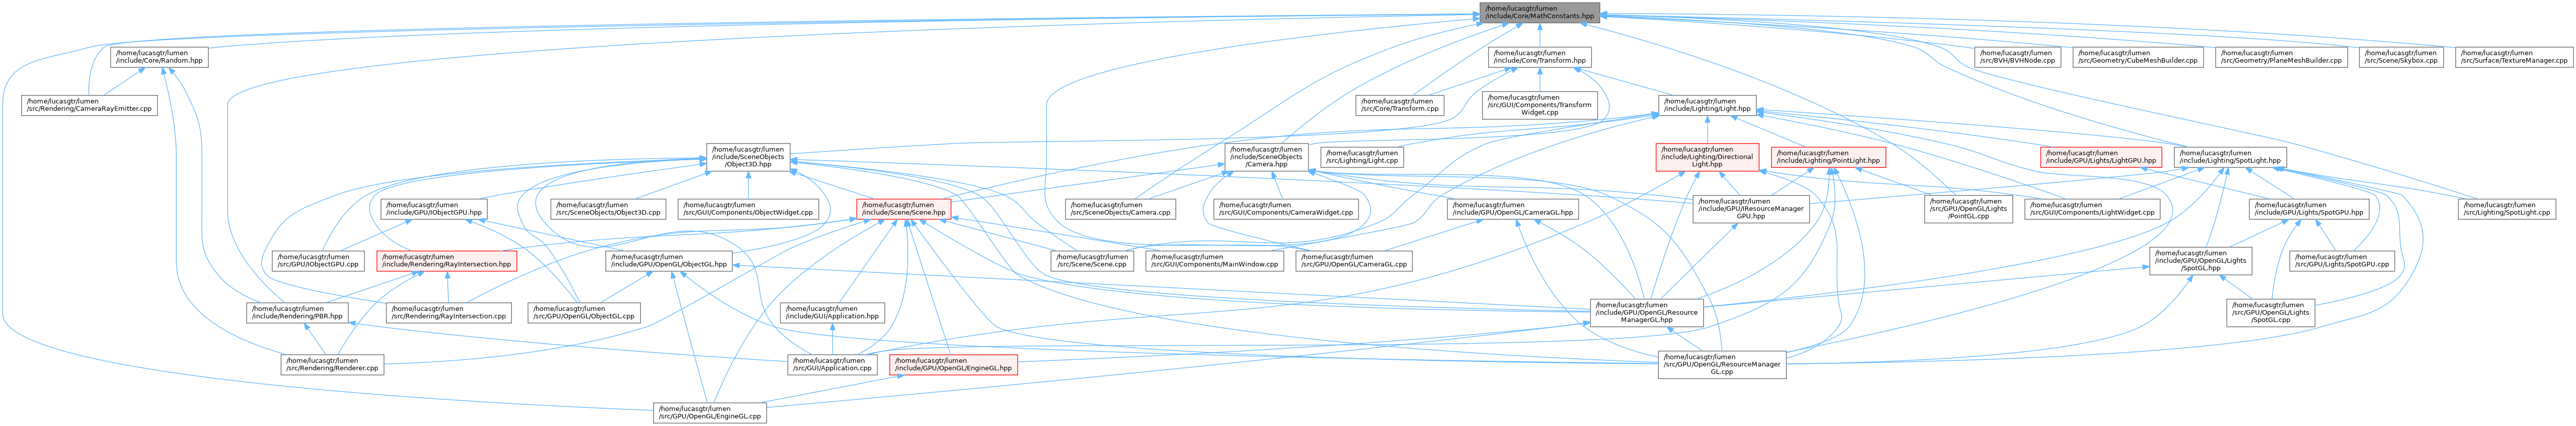 /home/lucasgtr/lumen
/include/Core/MathConstants.hpp
/home/lucasgtr/lumen
/include/Core/Random.hpp
/home/lucasgtr/lumen
/include/Core/Transform.hpp
/home/lucasgtr/lumen
/src/BVH/BVHNode.cpp
/home/lucasgtr/lumen
/src/Geometry/CubeMeshBuilder.cpp
/home/lucasgtr/lumen
/src/Geometry/PlaneMeshBuilder.cpp
/home/lucasgtr/lumen
/src/Scene/Skybox.cpp
/home/lucasgtr/lumen
/src/Surface/TextureManager.cpp
/home/lucasgtr/lumen
/src/Rendering/CameraRayEmitter.cpp
/home/lucasgtr/lumen
/src/Core/Transform.cpp
/home/lucasgtr/lumen
/src/GUI/Components/Transform
Widget.cpp
/home/lucasgtr/lumen
/include/Lighting/Light.hpp
/home/lucasgtr/lumen
/include/SceneObjects
/Object3D.hpp
/home/lucasgtr/lumen
/include/SceneObjects
/Camera.hpp
/home/lucasgtr/lumen
/src/Lighting/Light.cpp
/home/lucasgtr/lumen
/include/Lighting/Directional
Light.hpp
/home/lucasgtr/lumen
/include/Lighting/PointLight.hpp
/home/lucasgtr/lumen
/include/GPU/Lights/LightGPU.hpp
/home/lucasgtr/lumen
/include/Lighting/SpotLight.hpp
/home/lucasgtr/lumen
/include/GPU/IObjectGPU.hpp
/home/lucasgtr/lumen
/src/SceneObjects/Object3D.cpp
/home/lucasgtr/lumen
/src/GUI/Components/ObjectWidget.cpp
/home/lucasgtr/lumen
/include/Scene/Scene.hpp
/home/lucasgtr/lumen
/src/SceneObjects/Camera.cpp
/home/lucasgtr/lumen
/src/GUI/Components/CameraWidget.cpp
/home/lucasgtr/lumen
/include/GPU/OpenGL/CameraGL.hpp
/home/lucasgtr/lumen
/include/GPU/IResourceManager
GPU.hpp
/home/lucasgtr/lumen
/src/GPU/OpenGL/Lights
/PointGL.cpp
/home/lucasgtr/lumen
/src/GUI/Components/LightWidget.cpp
/home/lucasgtr/lumen
/include/GPU/Lights/SpotGPU.hpp
/home/lucasgtr/lumen
/src/Lighting/SpotLight.cpp
/home/lucasgtr/lumen
/src/GPU/IObjectGPU.cpp
/home/lucasgtr/lumen
/include/Rendering/RayIntersection.hpp
/home/lucasgtr/lumen
/include/GPU/OpenGL/ObjectGL.hpp
/home/lucasgtr/lumen
/src/Scene/Scene.cpp
/home/lucasgtr/lumen
/src/GUI/Components/MainWindow.cpp
/home/lucasgtr/lumen
/src/GPU/OpenGL/CameraGL.cpp
/home/lucasgtr/lumen
/include/GPU/OpenGL/Lights
/SpotGL.hpp
/home/lucasgtr/lumen
/src/GPU/Lights/SpotGPU.cpp
/home/lucasgtr/lumen
/include/Rendering/PBR.hpp
/home/lucasgtr/lumen
/src/Rendering/RayIntersection.cpp
/home/lucasgtr/lumen
/src/GPU/OpenGL/ObjectGL.cpp
/home/lucasgtr/lumen
/include/GUI/Application.hpp
/home/lucasgtr/lumen
/include/GPU/OpenGL/Resource
ManagerGL.hpp
/home/lucasgtr/lumen
/src/GPU/OpenGL/Lights
/SpotGL.cpp
/home/lucasgtr/lumen
/src/Rendering/Renderer.cpp
/home/lucasgtr/lumen
/src/GUI/Application.cpp
/home/lucasgtr/lumen
/include/GPU/OpenGL/EngineGL.hpp
/home/lucasgtr/lumen
/src/GPU/OpenGL/ResourceManager
GL.cpp
/home/lucasgtr/lumen
/src/GPU/OpenGL/EngineGL.cpp